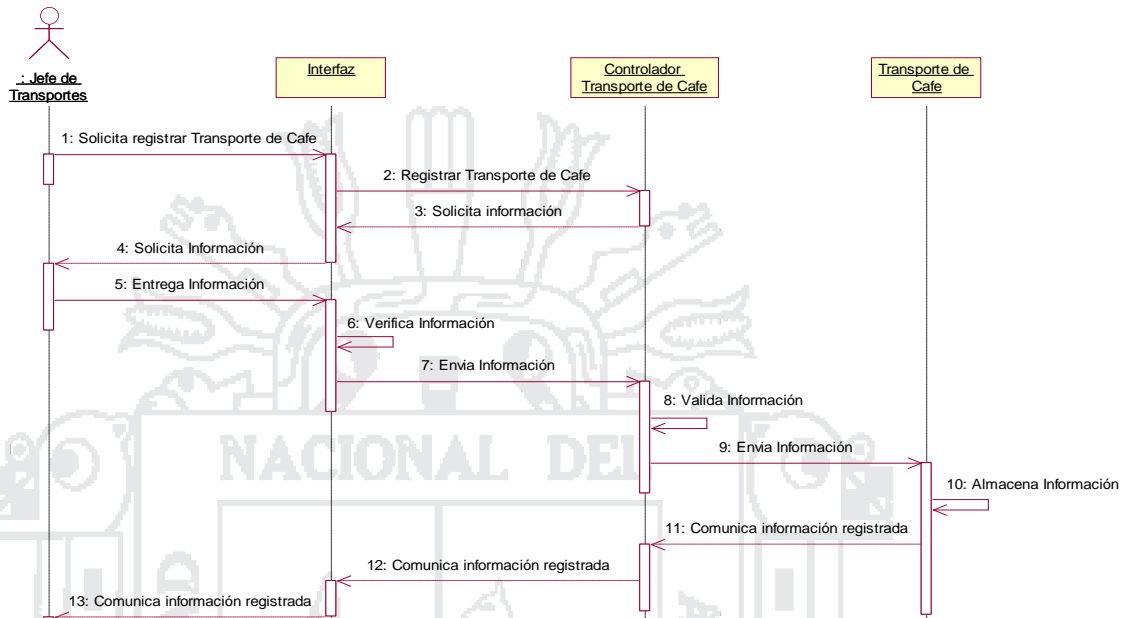 : Jefe de
Transportes
Interfaz
Controlador
Transporte de Cafe
Transporte de
Cafe
1: Solicita registrar Transporte de Cafe
2: Registrar Transporte de Cafe
3: Solicita información
4: Solicita Información
5: Entrega Información
6: Verifica Información
7: Envia Información
8: Valida Información
9: Envia Información
10: Almacena Información
11: Comunica información registrada
12: Comunica información registrada
13: Comunica información registrada
NACIONAL DEL